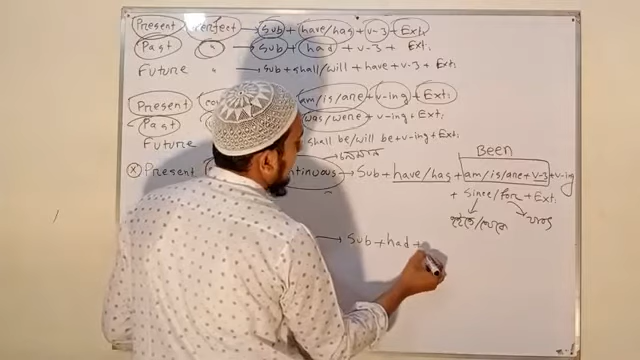 Present Perfect → Sub + have/has + v-3 + Ext.
Past " → Sub + had + v-3 + Ext.
Future " → sub + shall/will + have + v-3 + Ext.
Present am/is/are + v-ing + Ext.
Past was/were + v-ing + Ext.
Future shall be/will be + v-ing + Ext.
Been
Present Continuous → Sub + have/has + am/is/are + v-3 + v-ing
+ Since/for + Ext.
হইতে/থেকে
→ Sub + had +